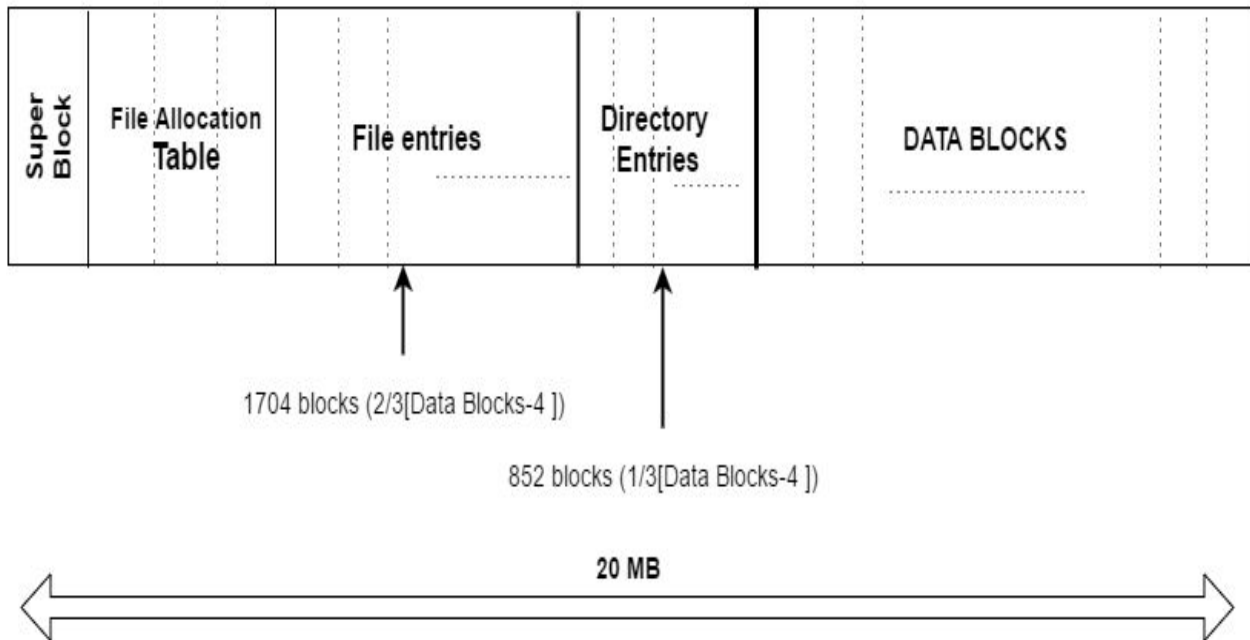 Super
Block
File Allocation
Table
File entries
Directory
Entries
DATA BLOCKS
1704 blocks (2/3[Data Blocks-4 ])
852 blocks (1/3[Data Blocks-4 ])
20 MB